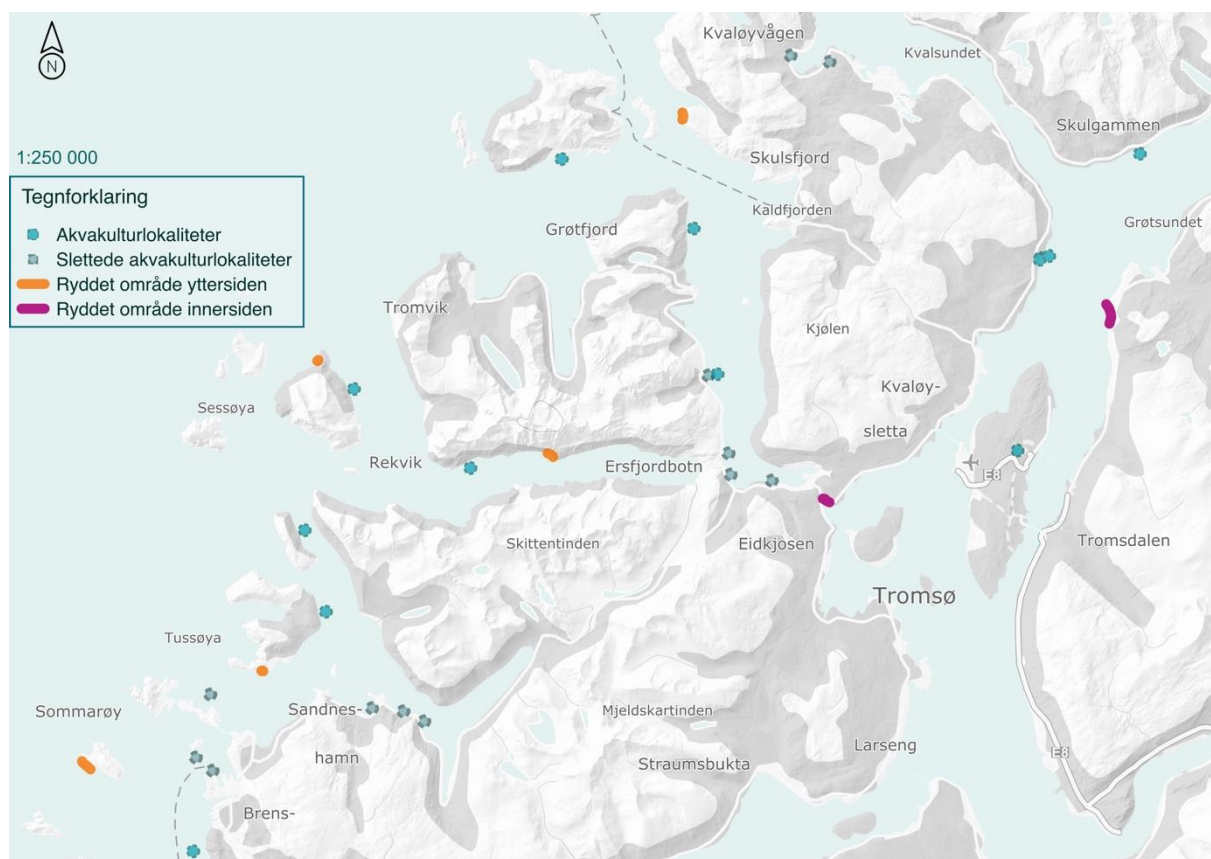 N
1:250 000
Tegnforklaring
Akvakulturlokaliteter
Slettede akvakulturlokaliteter
Ryddet område yttersiden
Ryddet område innersiden
Kvaløyvågen
Kvalsundet
Skulgammen
Skulsfjord
Kaldfjorden
Grøtfjord
Grøtsundet
Tromvik
Kjølen
Kvaløy-
sletta
Sessøya
Rekvik
Ersfjordbotn
E8
Skittentinden
Eidkjosen
Tromsdalen
Tromsø
Tussøya
Sommarøy
Sandnes-
hamn
Mjeldskartinden
Straumsbukta
Larseng
E8
Brens-